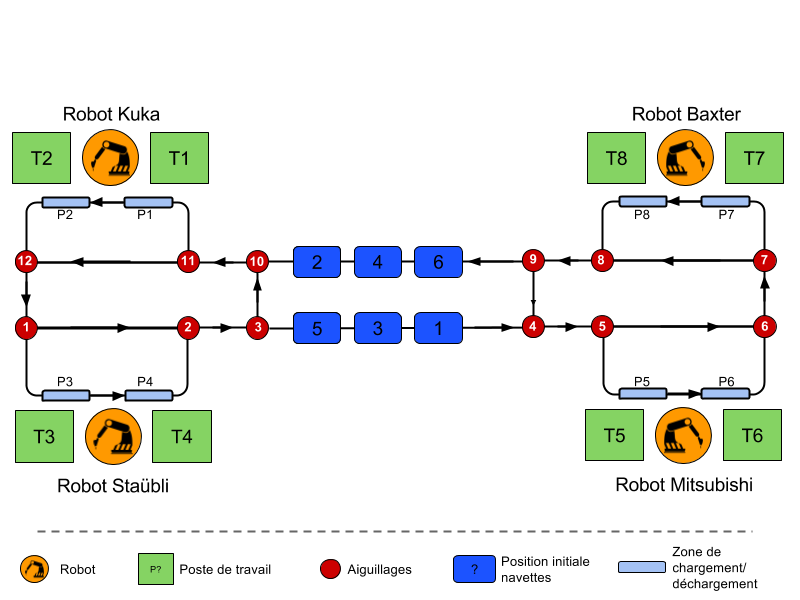 Robot Kuka Robot Baxter
T2 T1 T8 T7
P2 P1 P8 P7
12 11 10 2 4 6 9 8 7
1 2 3 5 3 1 4 5 6
P3 P4 P5 P6
T3 T4 T5 T6
Robot Staübli Robot Mitsubishi
Robot
P?
Poste de travail
Aiguillages
?
Position initiale
navettes
Zone de
chargement/
déchargement